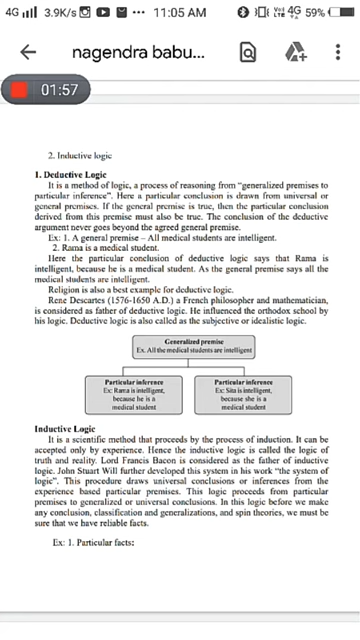 4G 3.9K/s ••• 11:05 AM VoLTE 4G 59%
nagendra babu...
01:57
2. Inductive logic
1. Deductive Logic
It is a method of logic, a process of reasoning from "generalized premises to
particular inference". Here a particular conclusion is drawn from universal or
general premises. If the general premise is true, then the particular conclusion
derived from this premise must also be true. The conclusion of the deductive
argument never goes beyond the agreed general premise.
Ex: 1. A general premise – All medical students are intelligent.
2. Rama is a medical student.
Here the particular conclusion of deductive logic says that Rama is
intelligent, because he is a medical student. As the general premise says all the
medical students are intelligent.
Religion is also a best example for deductive logic.
Rene Descartes (1576-1650 A.D.) a French philosopher and mathematician,
is considered as father of deductive logic. He influenced the orthodox school by
his logic. Deductive logic is also called as the subjective or idealistic logic.
Generalized premise
Ex. All the medical students are intelligent
Particular inference
Ex: Rama is intelligent,
because he is a
medical student
Particular inference
Ex: Sita is intelligent,
because she is a
medical student
Inductive Logic
It is a scientific method that proceeds by the process of induction. It can be
accepted only by experience. Hence the inductive logic is called the logic of
truth and reality. Lord Francis Bacon is considered as the father of inductive
logic. John Stuart Will further developed this system in his work "the system of
logic". This procedure draws universal conclusions or inferences from the
experience based particular premises. This logic proceeds from particular
premises to generalized or universal conclusions. In this logic before we make
any conclusion, classification and generalizations, and spin theories, we must be
sure that we have reliable facts.
Ex: 1. Particular facts: